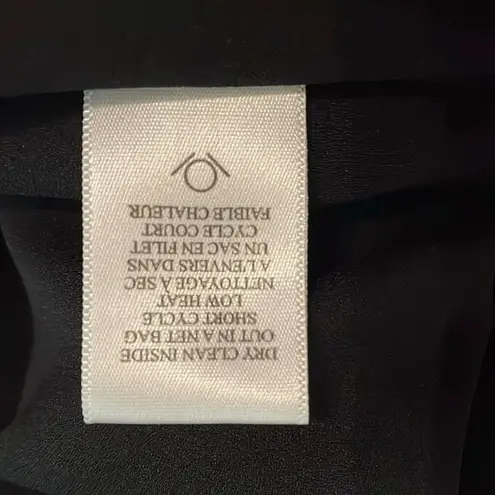 DRY CLEAN INSIDE
OUT IN A NET BAG
SHORT CYCLE
LOW HEAT
NETTOYAGE À SEC
A L'ENVERS DANS
UN SAC EN FILET
CYCLE COURT
FAIBLE CHALEUR